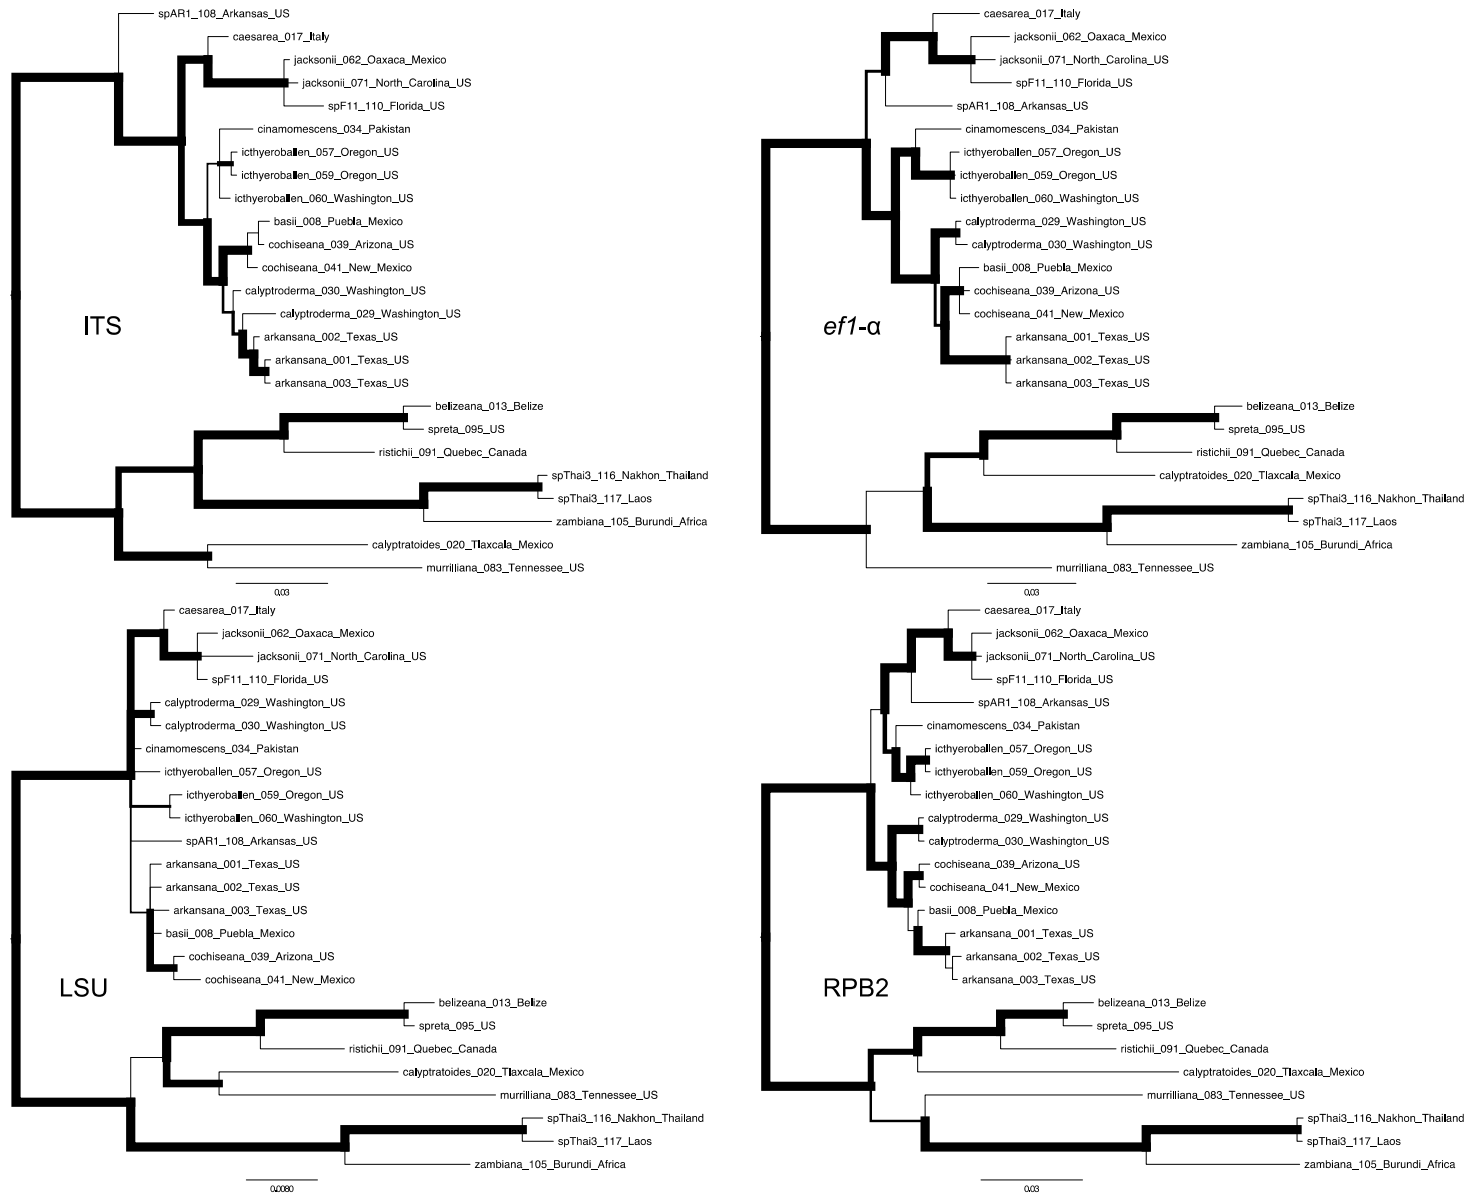 spAR1_108_Arkansas_US
caesarea_017_Italy
jacksonii_062_Oaxaca_Mexico
jacksonii_071_North_Carolina_US
spF11_110_Florida_US
cinamomescens_034_Pakistan
icthyeroballen_057_Oregon_US
icthyeroballen_059_Oregon_US
icthyeroballen_060_Washington_US
basii_008_Puebla_Mexico
cochiseana_039_Arizona_US
cochiseana_041_New_Mexico
calyptroderma_030_Washington_US
calyptroderma_029_Washington_US
ITS
arkansana_002_Texas_US
arkansana_001_Texas_US
arkansana_003_Texas_US
belizeana_013_Belize
spreta_095_US
ristichii_091_Quebec_Canada
spThai3_116_Nakhon_Thailand
spThai3_117_Laos
zambiana_105_Burundi_Africa
calyptratoides_020_Tlaxcala_Mexico
murrilliana_083_Tennessee_US
0.03
caesarea_017_Italy
jacksonii_062_Oaxaca_Mexico
jacksonii_071_North_Carolina_US
spF11_110_Florida_US
spAR1_108_Arkansas_US
cinamomescens_034_Pakistan
icthyeroballen_057_Oregon_US
icthyeroballen_059_Oregon_US
icthyeroballen_060_Washington_US
calyptroderma_029_Washington_US
calyptroderma_030_Washington_US
basii_008_Puebla_Mexico
cochiseana_039_Arizona_US
cochiseana_041_New_Mexico
ef1-α
arkansana_001_Texas_US
arkansana_002_Texas_US
arkansana_003_Texas_US
belizeana_013_Belize
spreta_095_US
ristichii_091_Quebec_Canada
calyptratoides_020_Tlaxcala_Mexico
spThai3_116_Nakhon_Thailand
spThai3_117_Laos
zambiana_105_Burundi_Africa
murrilliana_083_Tennessee_US
0.03
caesarea_017_Italy
jacksonii_062_Oaxaca_Mexico
jacksonii_071_North_Carolina_US
spF11_110_Florida_US
calyptroderma_029_Washington_US
calyptroderma_030_Washington_US
cinamomescens_034_Pakistan
icthyeroballen_057_Oregon_US
icthyeroballen_059_Oregon_US
icthyeroballen_060_Washington_US
spAR1_108_Arkansas_US
arkansana_001_Texas_US
arkansana_002_Texas_US
arkansana_003_Texas_US
basii_008_Puebla_Mexico
cochiseana_039_Arizona_US
cochiseana_041_New_Mexico
LSU
belizeana_013_Belize
spreta_095_US
ristichii_091_Quebec_Canada
calyptratoides_020_Tlaxcala_Mexico
murrilliana_083_Tennessee_US
spThai3_116_Nakhon_Thailand
spThai3_117_Laos
zambiana_105_Burundi_Africa
0.0080
caesarea_017_Italy
jacksonii_062_Oaxaca_Mexico
jacksonii_071_North_Carolina_US
spF11_110_Florida_US
spAR1_108_Arkansas_US
cinamomescens_034_Pakistan
icthyeroballen_057_Oregon_US
icthyeroballen_059_Oregon_US
icthyeroballen_060_Washington_US
calyptroderma_029_Washington_US
calyptroderma_030_Washington_US
cochiseana_039_Arizona_US
cochiseana_041_New_Mexico
basii_008_Puebla_Mexico
arkansana_001_Texas_US
arkansana_002_Texas_US
arkansana_003_Texas_US
RPB2
belizeana_013_Belize
spreta_095_US
ristichii_091_Quebec_Canada
calyptratoides_020_Tlaxcala_Mexico
murrilliana_083_Tennessee_US
spThai3_116_Nakhon_Thailand
spThai3_117_Laos
zambiana_105_Burundi_Africa
0.03